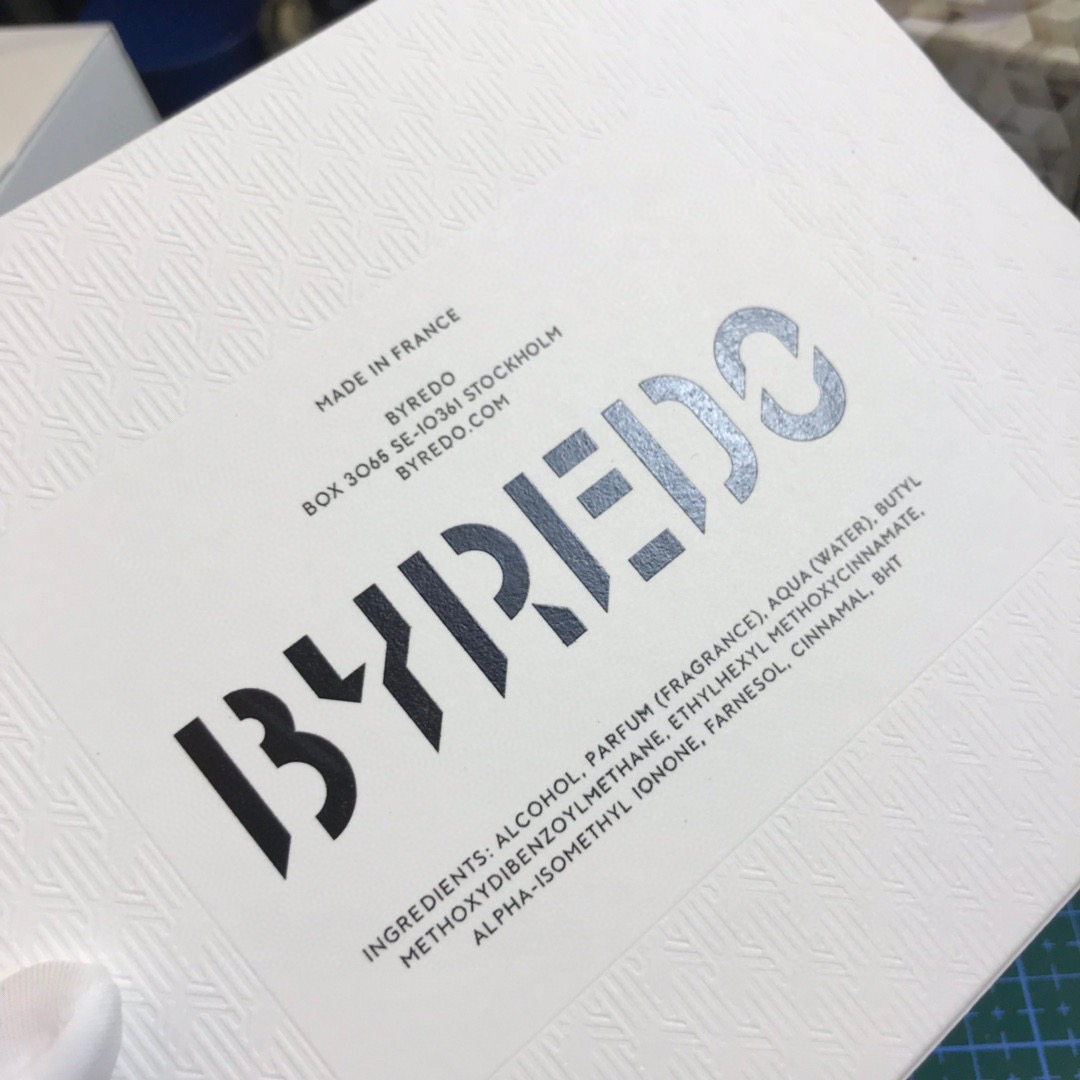 MADE IN FRANCE
BYREDO
BOX 3065 SE-10361 STOCKHOLM
BYREDO.COM
BYREDO
INGREDIENTS: ALCOHOL, PARFUM (FRAGRANCE), AQUA (WATER), BUTYL
METHOXYDIBENZOYLMETHANE, ETHYLHEXYL METHOXYCINNAMATE,
ALPHA-ISOMETHYL IONONE, FARNESOL, CINNAMAL, BHT